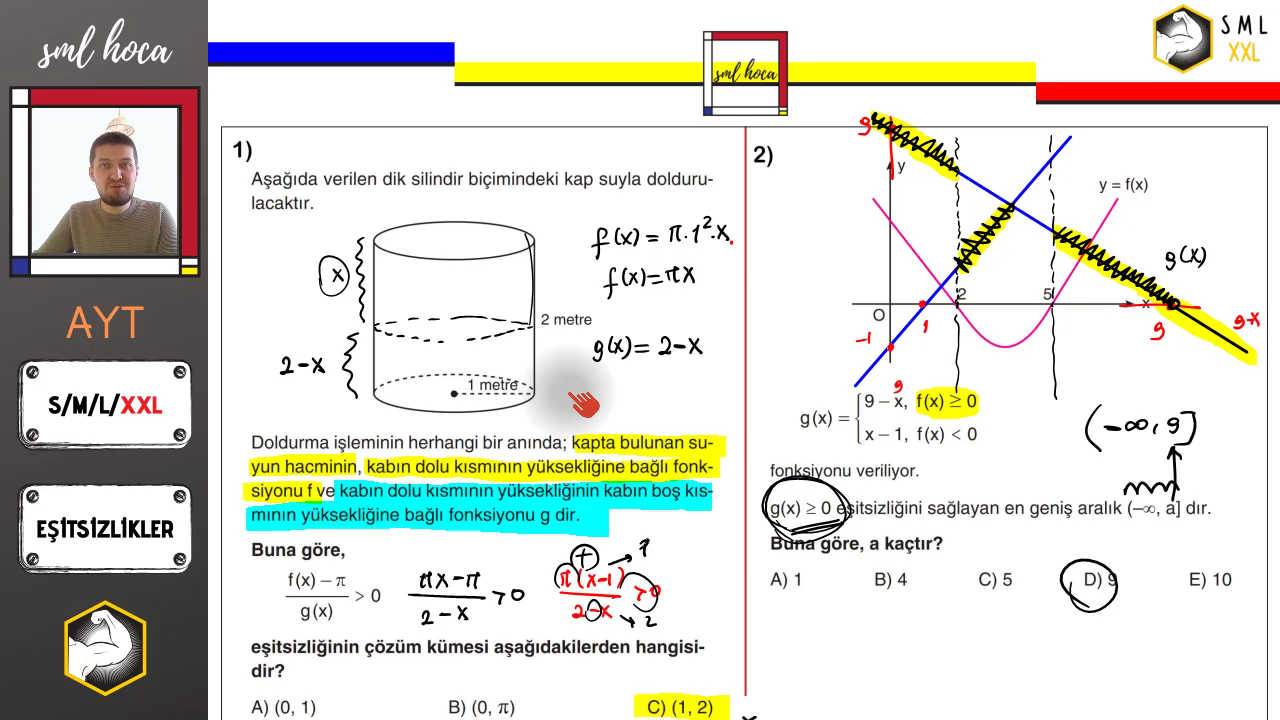 sml hoca
AYT
S/M/L/XXL
EŞİTSİZLİKLER
sml hoca
S M L
XXL
1)
Aşağıda verilen dik silindir biçimindeki kap suyla dolduru-
lacaktır.
x
2-x
2 metre
1 metre
f(x) = π.1².x
f(x)=πx
g(x) = 2-x
Doldurma işleminin herhangi bir anında; kapta bulunan su-
yun hacminin, kabın dolu kısmının yüksekliğine bağlı fonk-
siyonu f ve kabın dolu kısmının yüksekliğinin kabın boş kıs-
mının yüksekliğine bağlı fonksiyonu g dir.
Buna göre,
f(x) – π
g(x)
> 0
πx-π
2-x
>0
+
π(x-1)
2-x
>0
1
2
eşitsizliğinin çözüm kümesi aşağıdakilerden hangisi-
dir?
A) (0, 1) B) (0, π) C) (1, 2)
2)
9
y
y = f(x)
g(x)
2
5
x
O
-1
1
9
9-x
9
g(x) =
9 – x, f(x) ≥ 0
x – 1, f(x) < 0
(-∞, 9]
fonksiyonu veriliyor.
g(x) ≥ 0 eşitsizliğini sağlayan en geniş aralık (–∞, a] dır.
Buna göre, a kaçtır?
A) 1 B) 4 C) 5 D) 9 E) 10